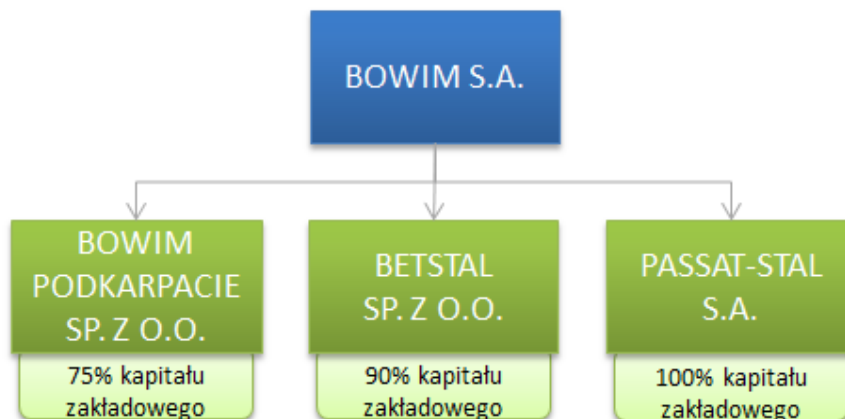 BOWIM S.A.
BOWIM
PODKARPACIE
SP. Z O.O.
75% kapitału
zakładowego
BETSTAL
SP. Z O.O.
90% kapitału
zakładowego
PASSAT-STAL
S.A.
100% kapitału
zakładowego